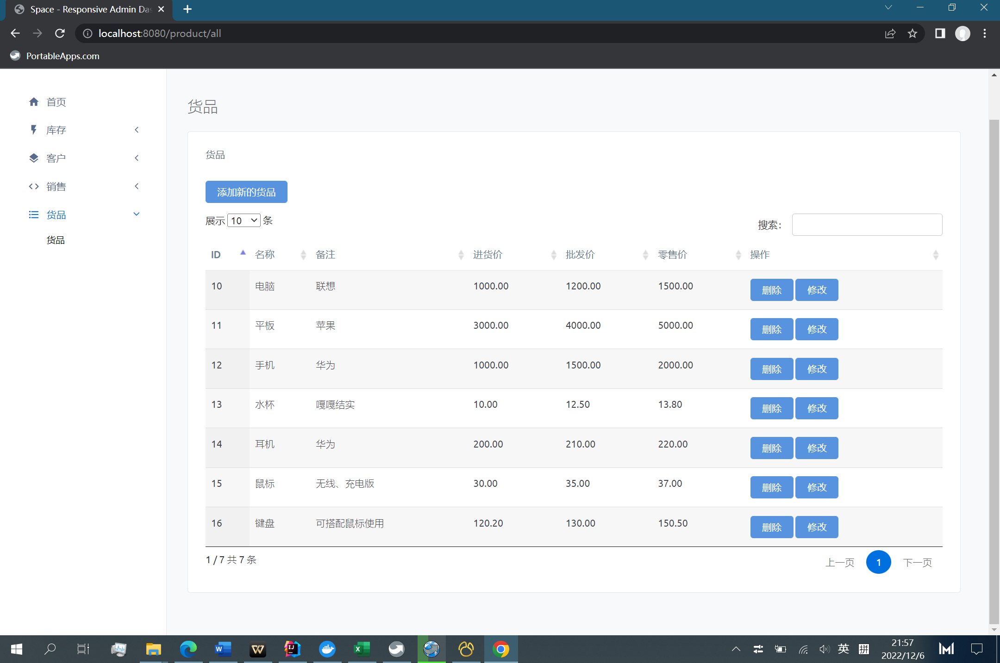 Space - Responsive Admin Das
localhost:8080/product/all
PortableApps.com
首页
库存
客户
销售
货品
货品
货品
货品
添加新的货品
展示 10 条
搜索：
ID 名称 备注 进货价 批发价 零售价 操作
10 电脑 联想 1000.00 1200.00 1500.00 删除 修改
11 平板 苹果 3000.00 4000.00 5000.00 删除 修改
12 手机 华为 1000.00 1500.00 2000.00 删除 修改
13 水杯 嘎嘎结实 10.00 12.50 13.80 删除 修改
14 耳机 华为 200.00 210.00 220.00 删除 修改
15 鼠标 无线、充电版 30.00 35.00 37.00 删除 修改
16 键盘 可搭配鼠标使用 120.20 130.00 150.50 删除 修改
1 / 7 共 7 条
上一页 1 下一页
英 拼
21:57
2022/12/6